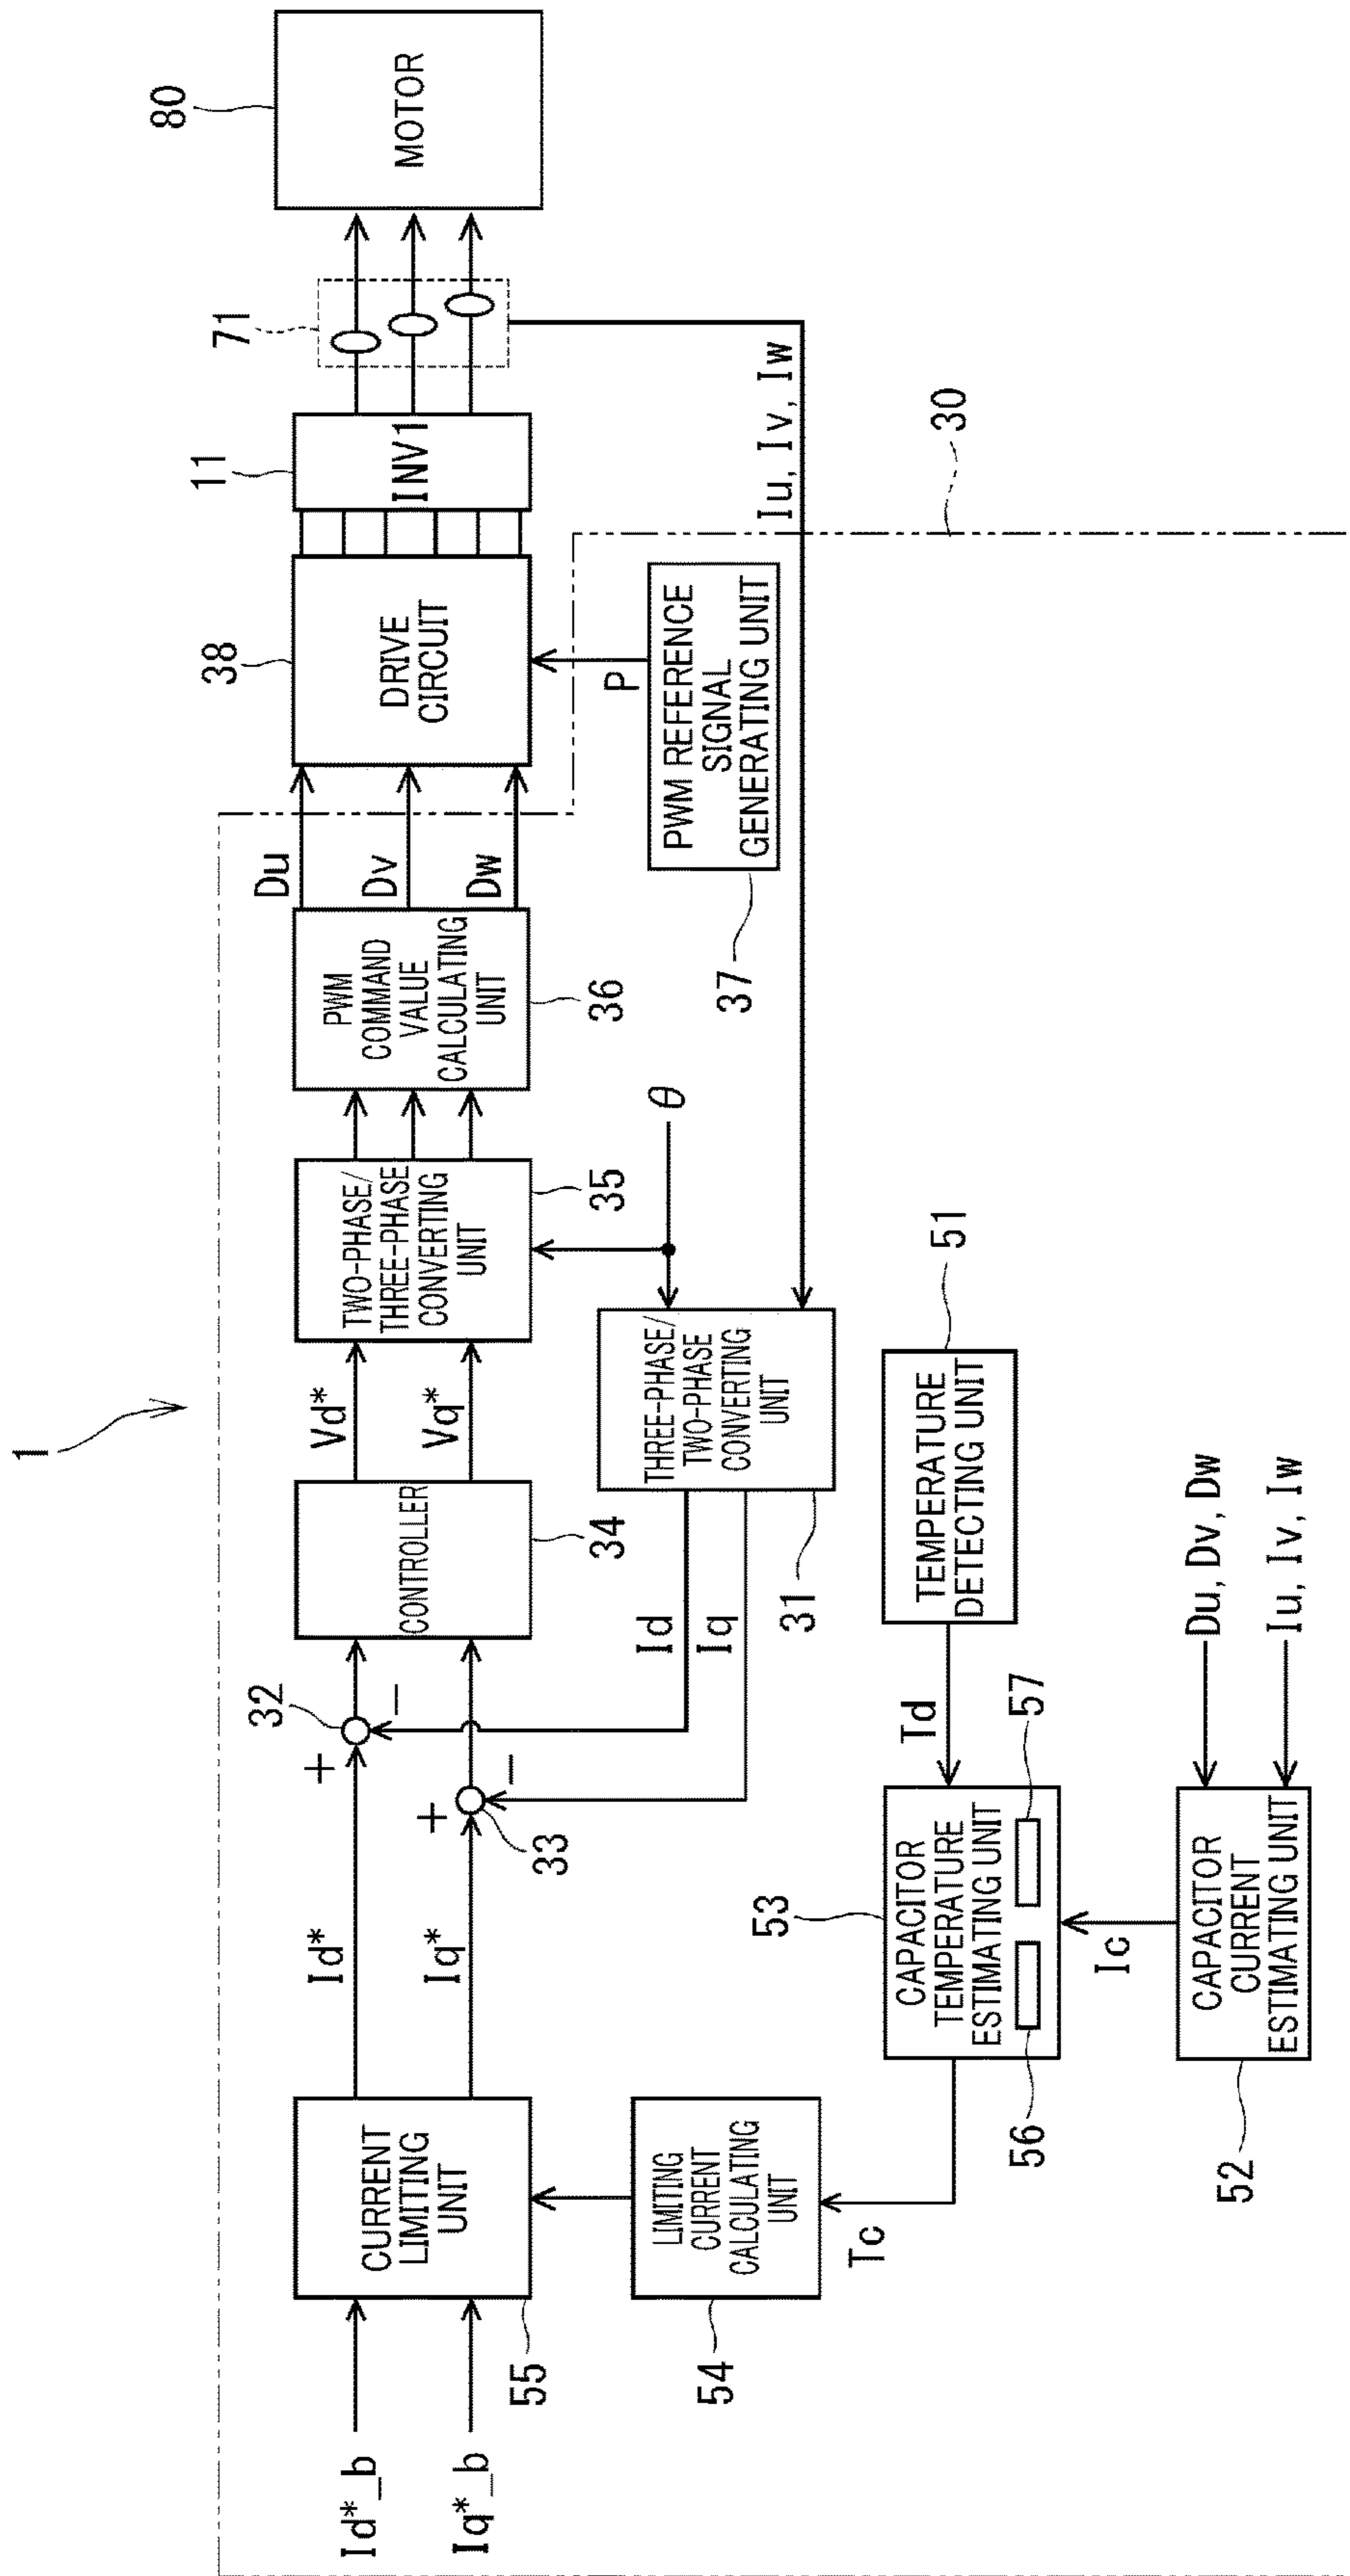 1
80
MOTOR
71
11
INV1
38
DRIVE
CIRCUIT
Iu, Iv, Iw
30
P
PWM REFERENCE
SIGNAL
GENERATING UNIT
37
Du
Dv
Dw
PWM
COMMAND
VALUE
CALCULATING
UNIT
36
TWO-PHASE/
THREE-PHASE
CONVERTING
UNIT
35
θ
Vd*
Vq*
CONTROLLER
34
THREE-PHASE/
TWO-PHASE
CONVERTING
UNIT
31
Id
Iq
32
+
−
33
+
−
Id*
Iq*
CURRENT
LIMITING
UNIT
55
Id*_b
Iq*_b
LIMITING
CURRENT
CALCULATING
UNIT
54
Tc
51
TEMPERATURE
DETECTING UNIT
Td
53
CAPACITOR
TEMPERATURE
ESTIMATING UNIT
56
57
Ic
CAPACITOR
CURRENT
ESTIMATING UNIT
52
Du, Dv, Dw
Iu, Iv, Iw